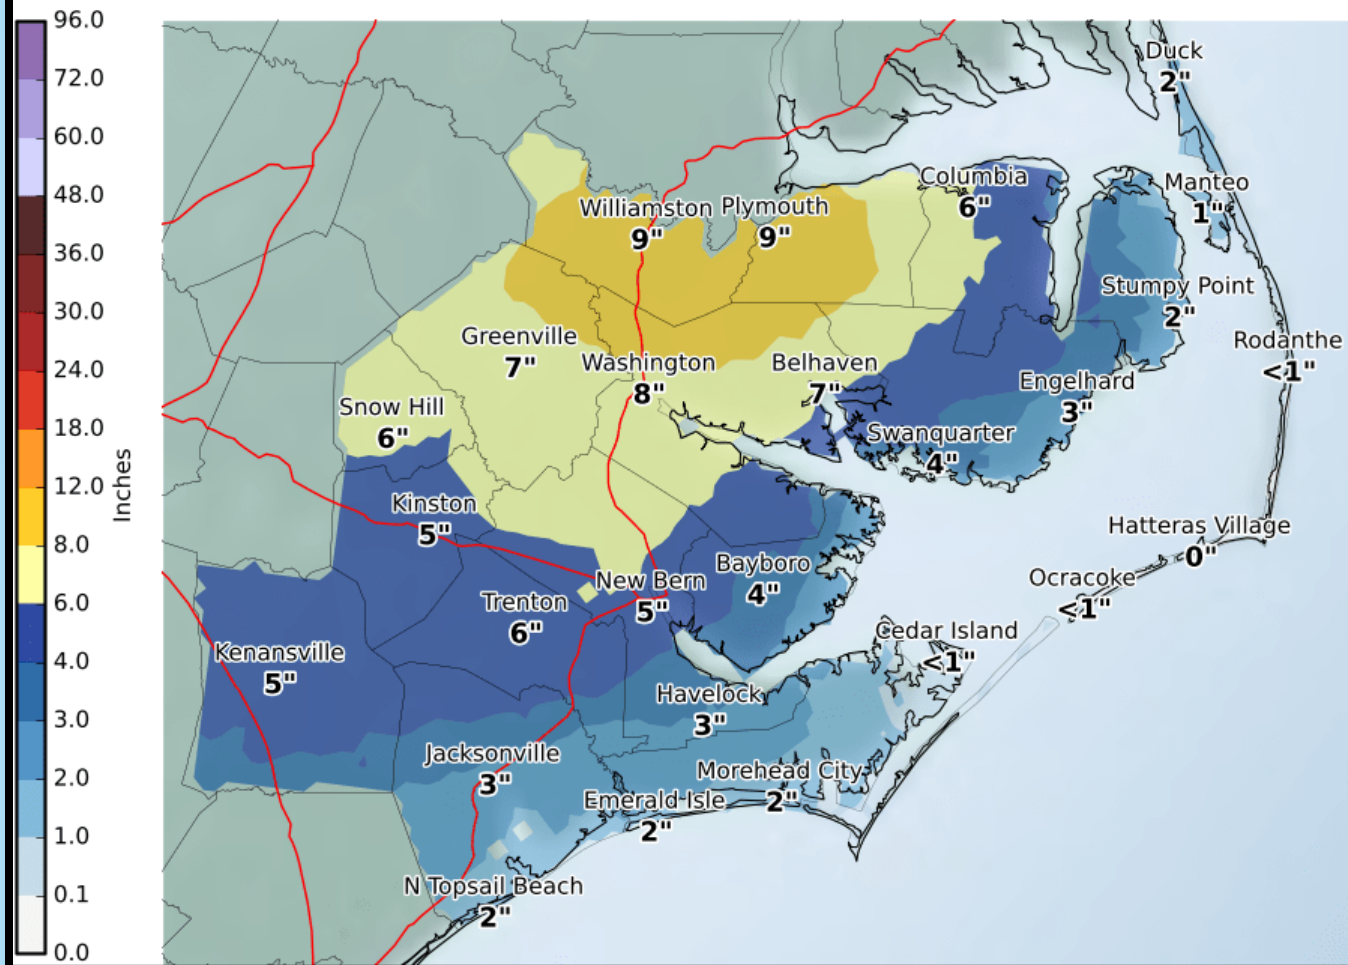 96.0
72.0
60.0
48.0
36.0
30.0
24.0
18.0
12.0
8.0
6.0
4.0
3.0
2.0
1.0
0.1
0.0
Inches
Duck
2"
Columbia
6"
Manteo
1"
Williamston
9"
Plymouth
9"
Stumpy Point
2"
Rodanthe
<1"
Greenville
7"
Washington
8"
Belhaven
7"
Engelhard
3"
Snow Hill
6"
Swanquarter
4"
Kinston
5"
Hatteras Village
0"
Bayboro
4"
New Bern
5"
Ocracoke
<1"
Trenton
6"
Cedar Island
<1"
Kenansville
5"
Havelock
3"
Jacksonville
3"
Morehead City
2"
Emerald Isle
2"
N Topsail Beach
2"